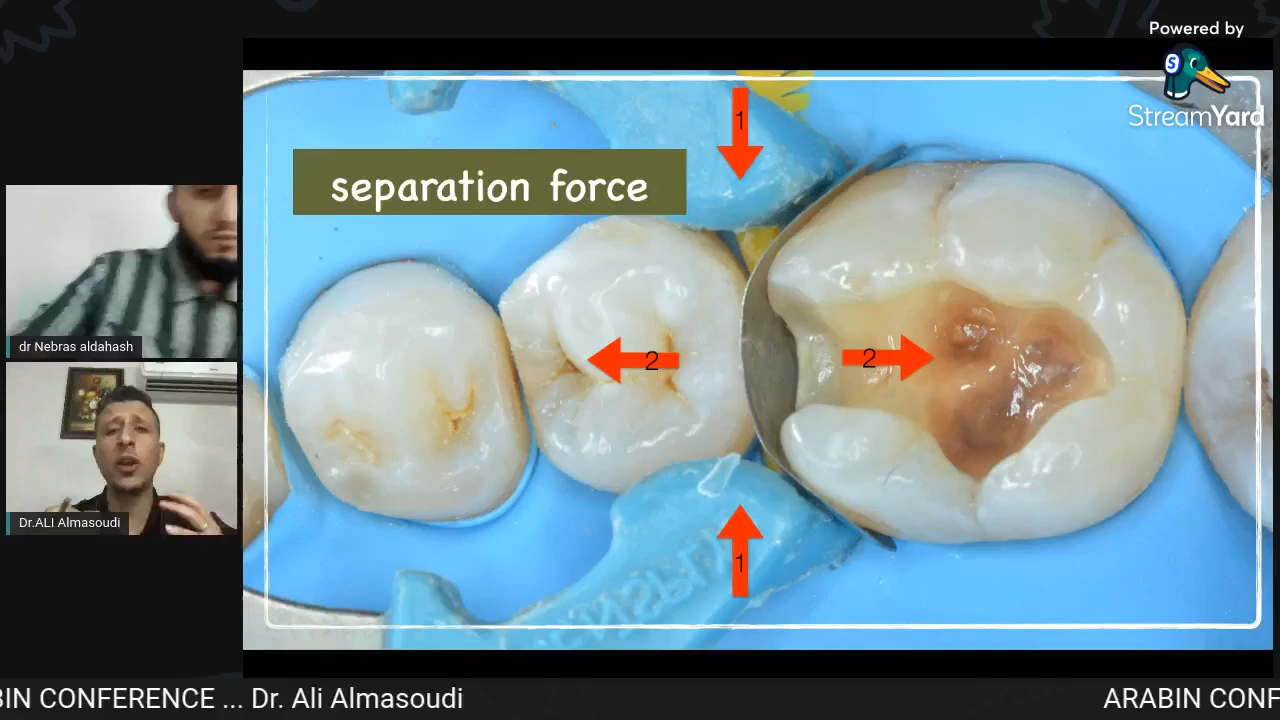 Powered by
S
StreamYard
separation force
1
2
2
1
dr Nebras aldahash
Dr.ALI Almasoudi
BIN CONFERENCE ... Dr. Ali Almasoudi
ARABIN CONF